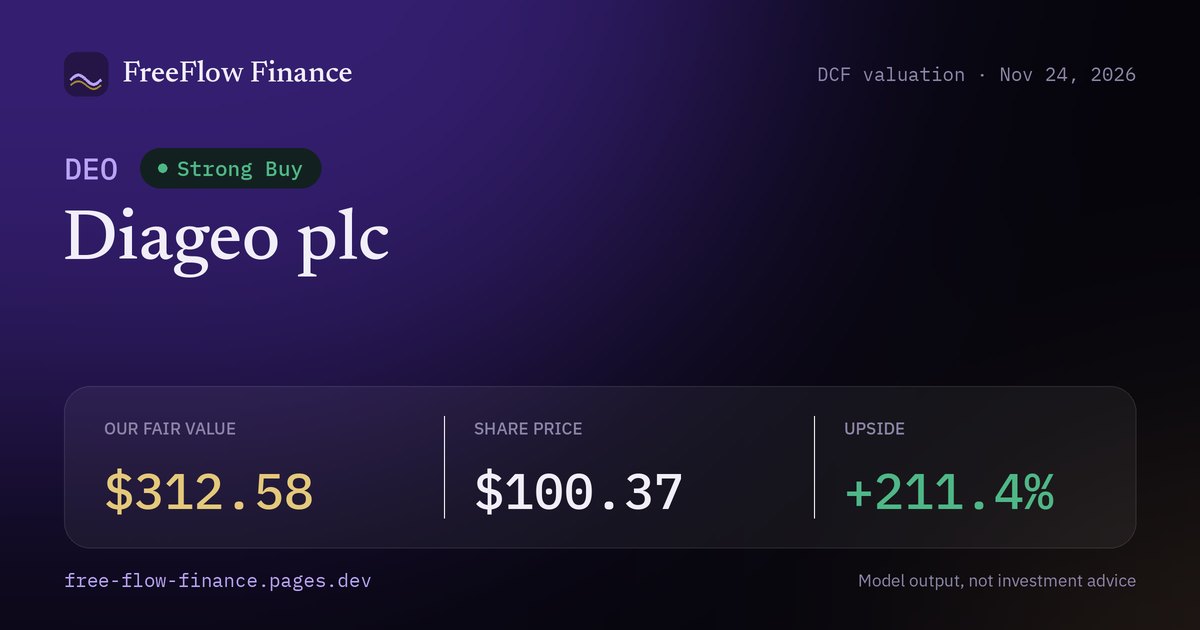 FreeFlow Finance
DCF valuation · Nov 24, 2026
DEO
Strong Buy
Diageo plc
OUR FAIR VALUE
$312.58
SHARE PRICE
$100.37
UPSIDE
+211.4%
free-flow-finance.pages.dev
Model output, not investment advice